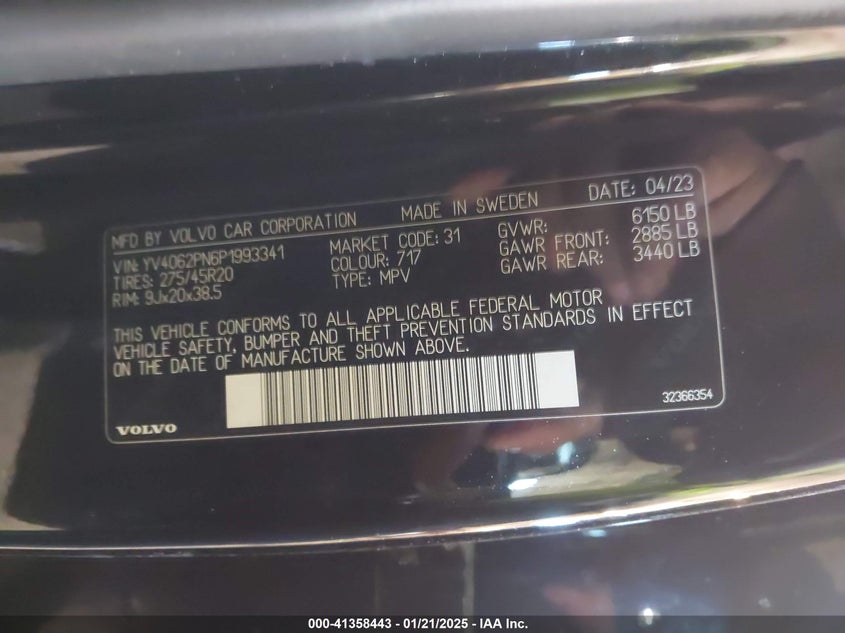 MFD BY VOLVO CAR CORPORATION MADE IN SWEDEN DATE: 04/23
VIN: YV4062PN6P1993341 MARKET CODE: 31 GVWR: 6150 LB
TIRES: 275/45R20 COLOUR: 717 GAWR FRONT: 2885 LB
RIM: 9Jx20x38.5 TYPE: MPV GAWR REAR: 3440 LB
THIS VEHICLE CONFORMS TO ALL APPLICABLE FEDERAL MOTOR
VEHICLE SAFETY, BUMPER AND THEFT PREVENTION STANDARDS IN EFFECT
ON THE DATE OF MANUFACTURE SHOWN ABOVE.
VOLVO 32366354
000-41358443 — 01/21/2025 — IAA Inc.